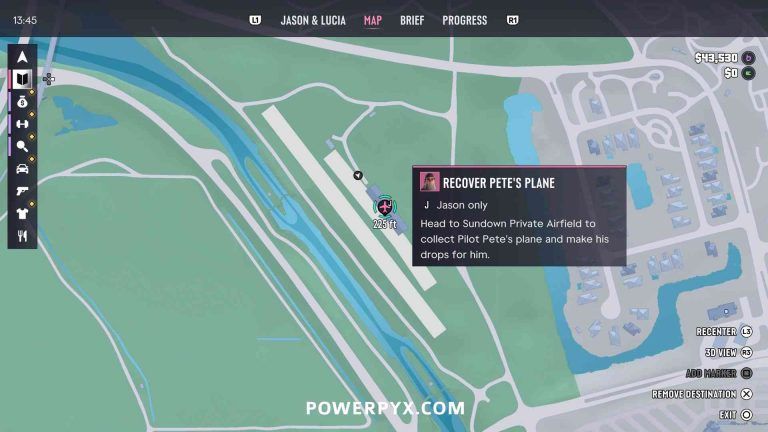 13:45
L1 JASON & LUCIA MAP BRIEF PROGRESS R1
$43,530
$0
RECOVER PETE'S PLANE
J Jason only
Head to Sundown Private Airfield to
collect Pilot Pete's plane and make his
drops for him.
225 ft
RECENTER L3
3D VIEW R3
ADD MARKER
REMOVE DESTINATION
EXIT
POWERPYX.COM